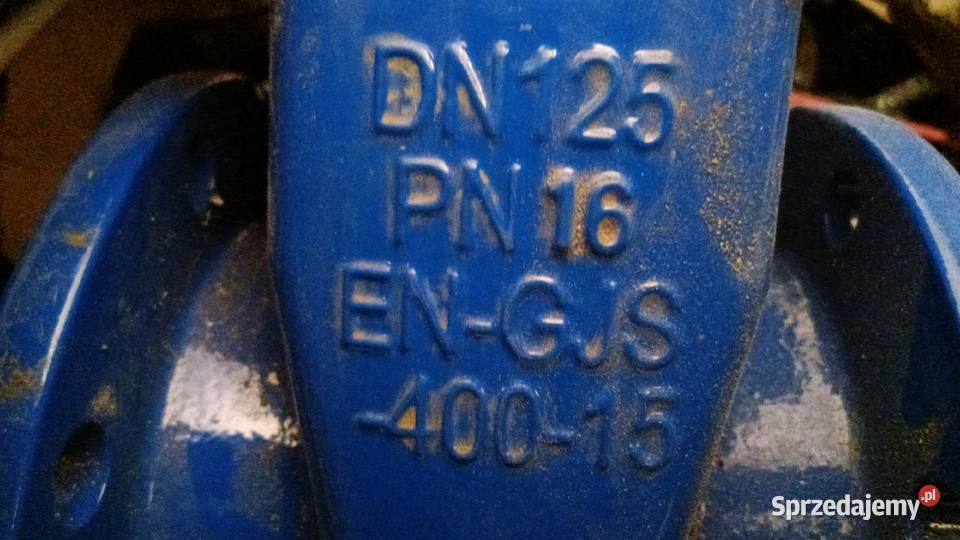 DN125
PN16
EN-GJS
-400-15
Sprzedajemy.pl